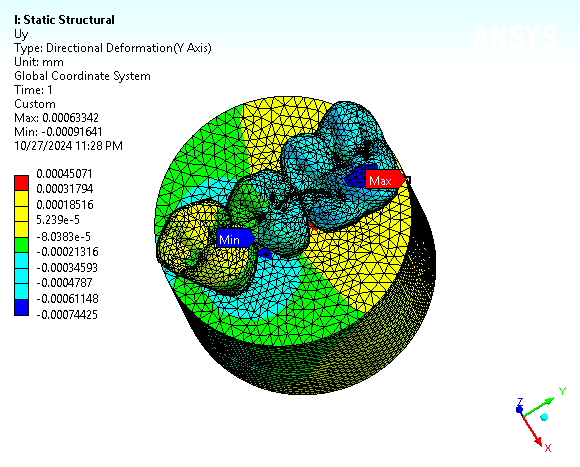 I: Static Structural
Uy
Type: Directional Deformation(Y Axis)
Unit: mm
Global Coordinate System
Time: 1
Custom
Max: 0.00063342
Min: -0.00091641
10/27/2024 11:28 PM
ANSYS
0.00045071
0.00031794
0.00018516
5.239e-5
-8.0383e-5
-0.00021316
-0.00034593
-0.0004787
-0.00061148
-0.00074425
Max
Min
Y
Z
X